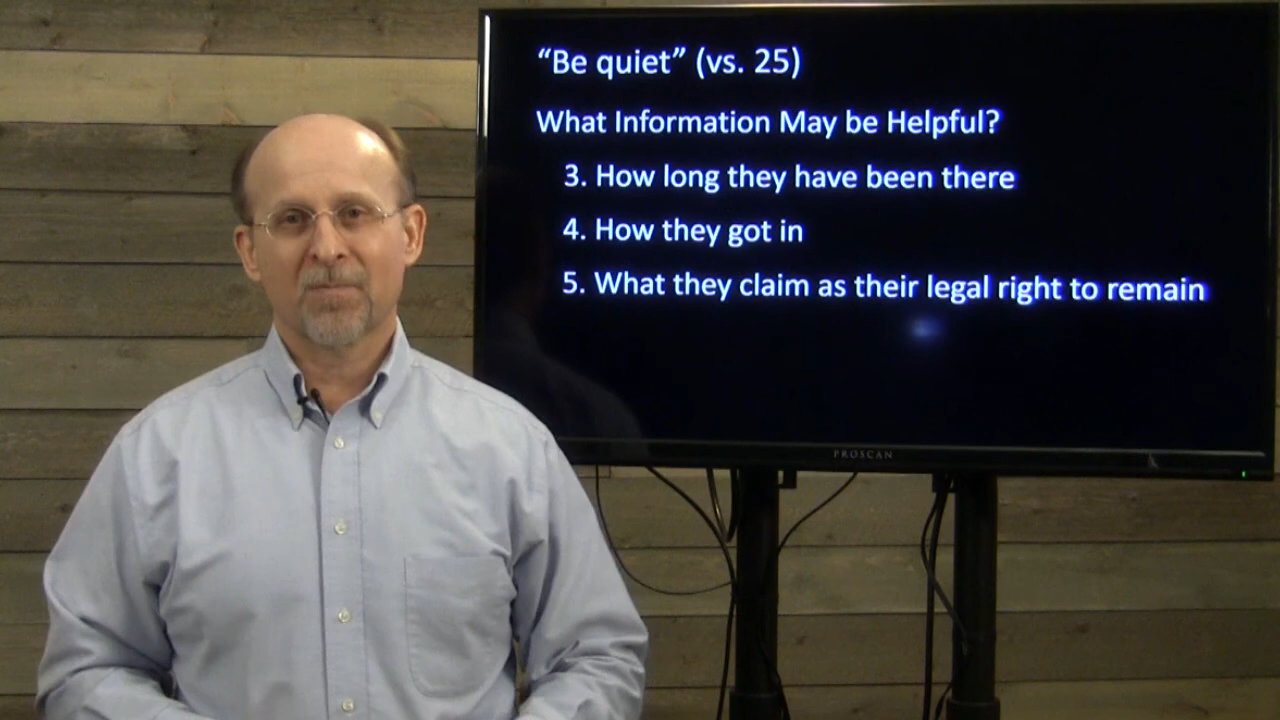 “Be quiet” (vs. 25)
What Information May be Helpful?
3. How long they have been there
4. How they got in
5. What they claim as their legal right to remain
PROSCAN